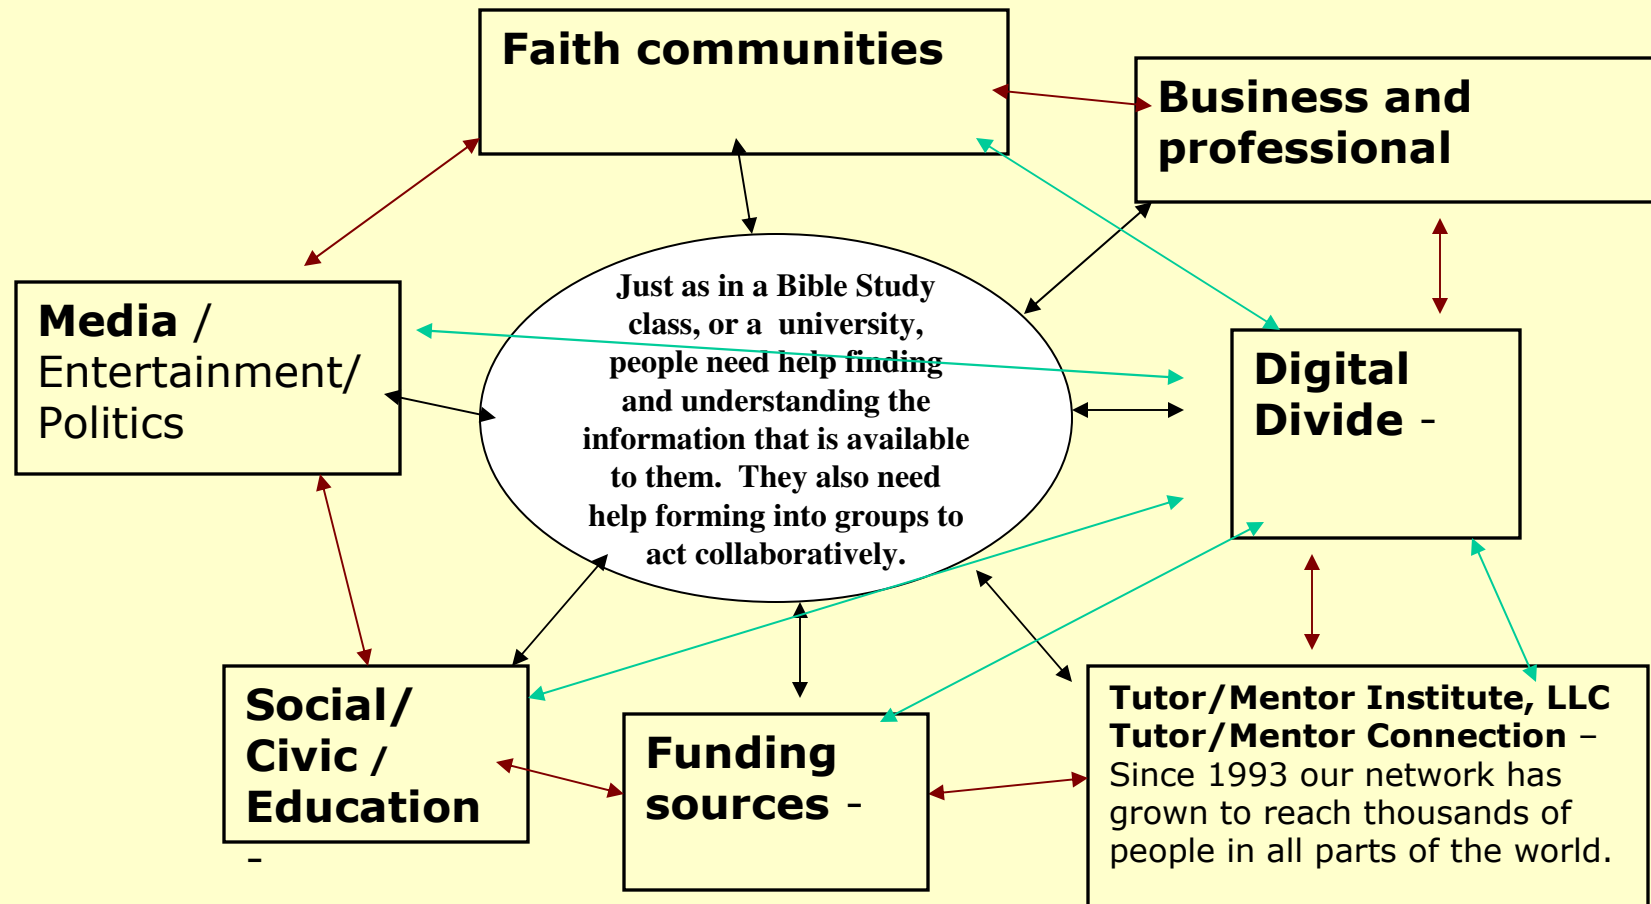 Faith communities
Business and
professional
Just as in a Bible Study
class, or a university,
people need help finding
and understanding the
information that is available
to them. They also need
help forming into groups to
act collaboratively.
Media /
Entertainment/
Politics
Digital
Divide -
Social/
Civic /
Education
-
Funding
sources -
Tutor/Mentor Institute, LLC
Tutor/Mentor Connection –
Since 1993 our network has
grown to reach thousands of
people in all parts of the world.